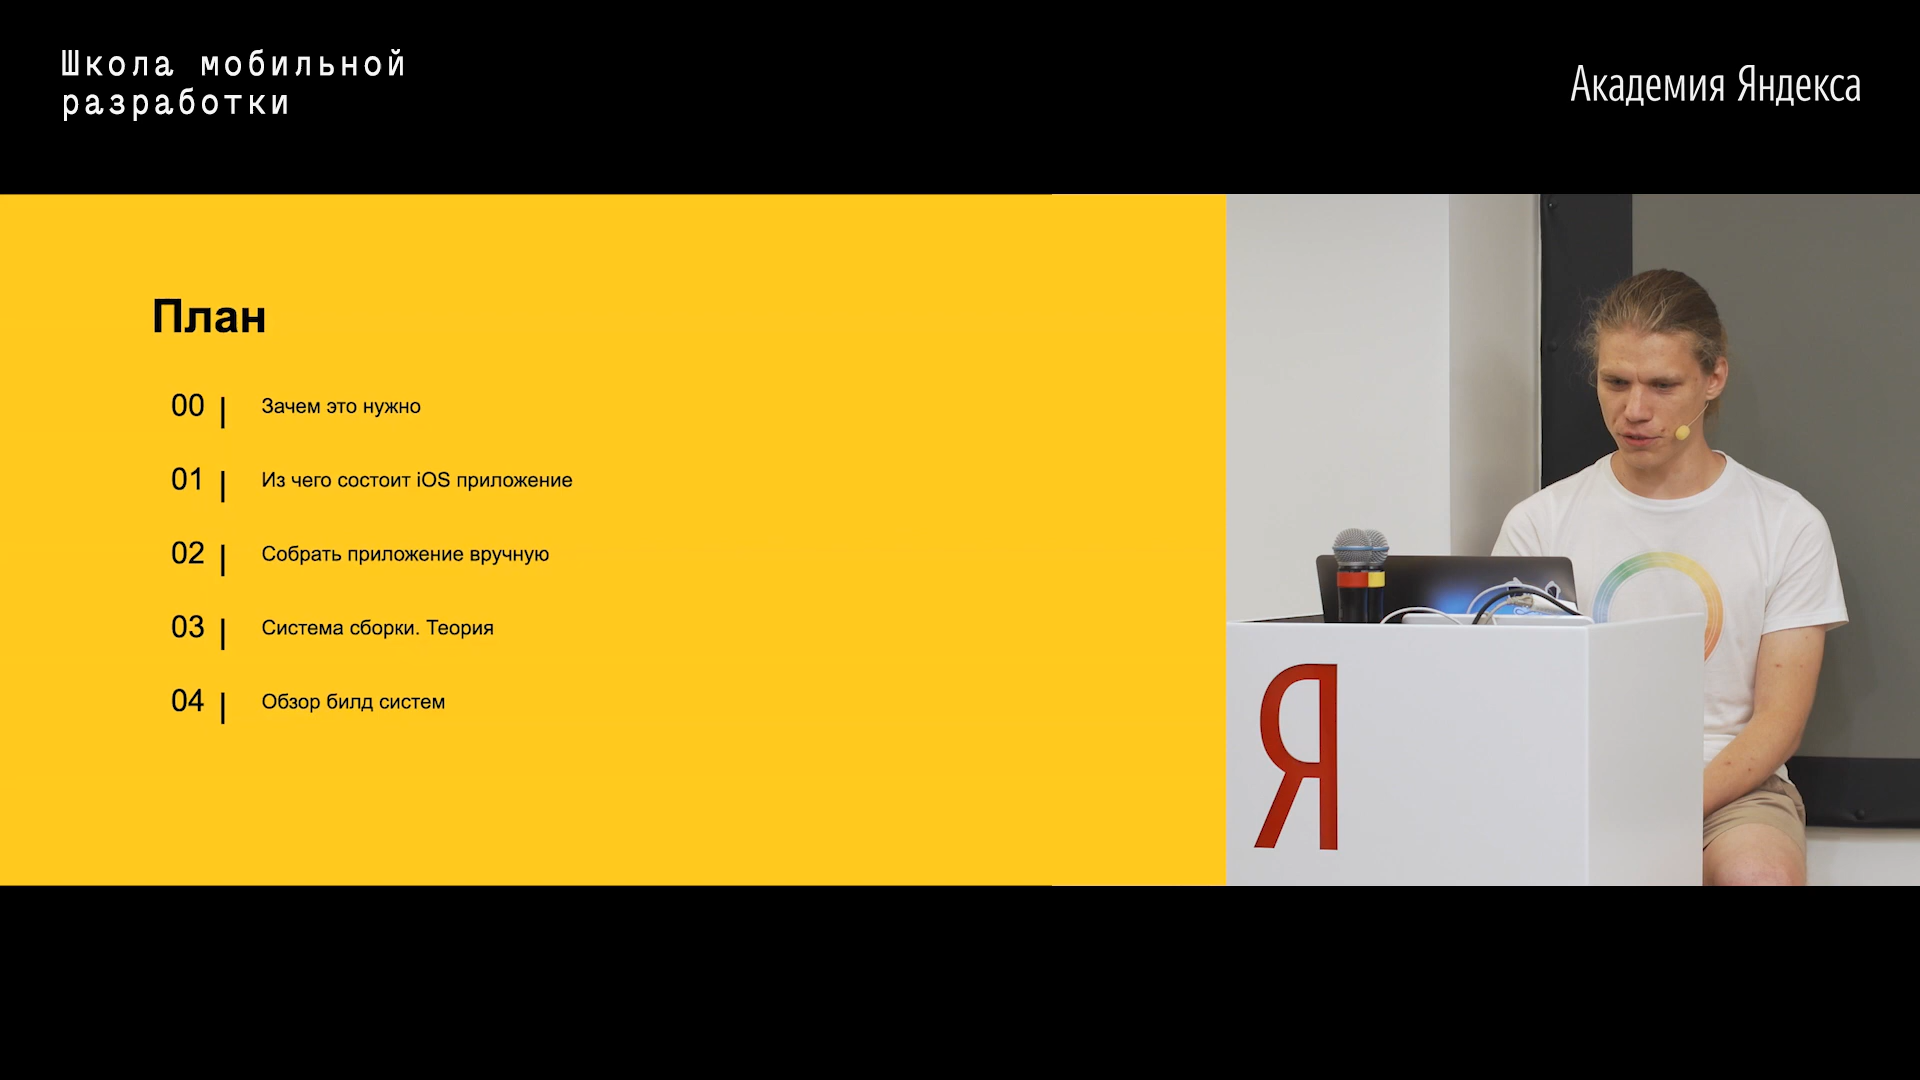 Школа мобильной
разработки
Академия Яндекса
План
00 | Зачем это нужно
01 | Из чего состоит iOS приложение
02 | Собрать приложение вручную
03 | Система сборки. Теория
04 | Обзор билд систем
Я